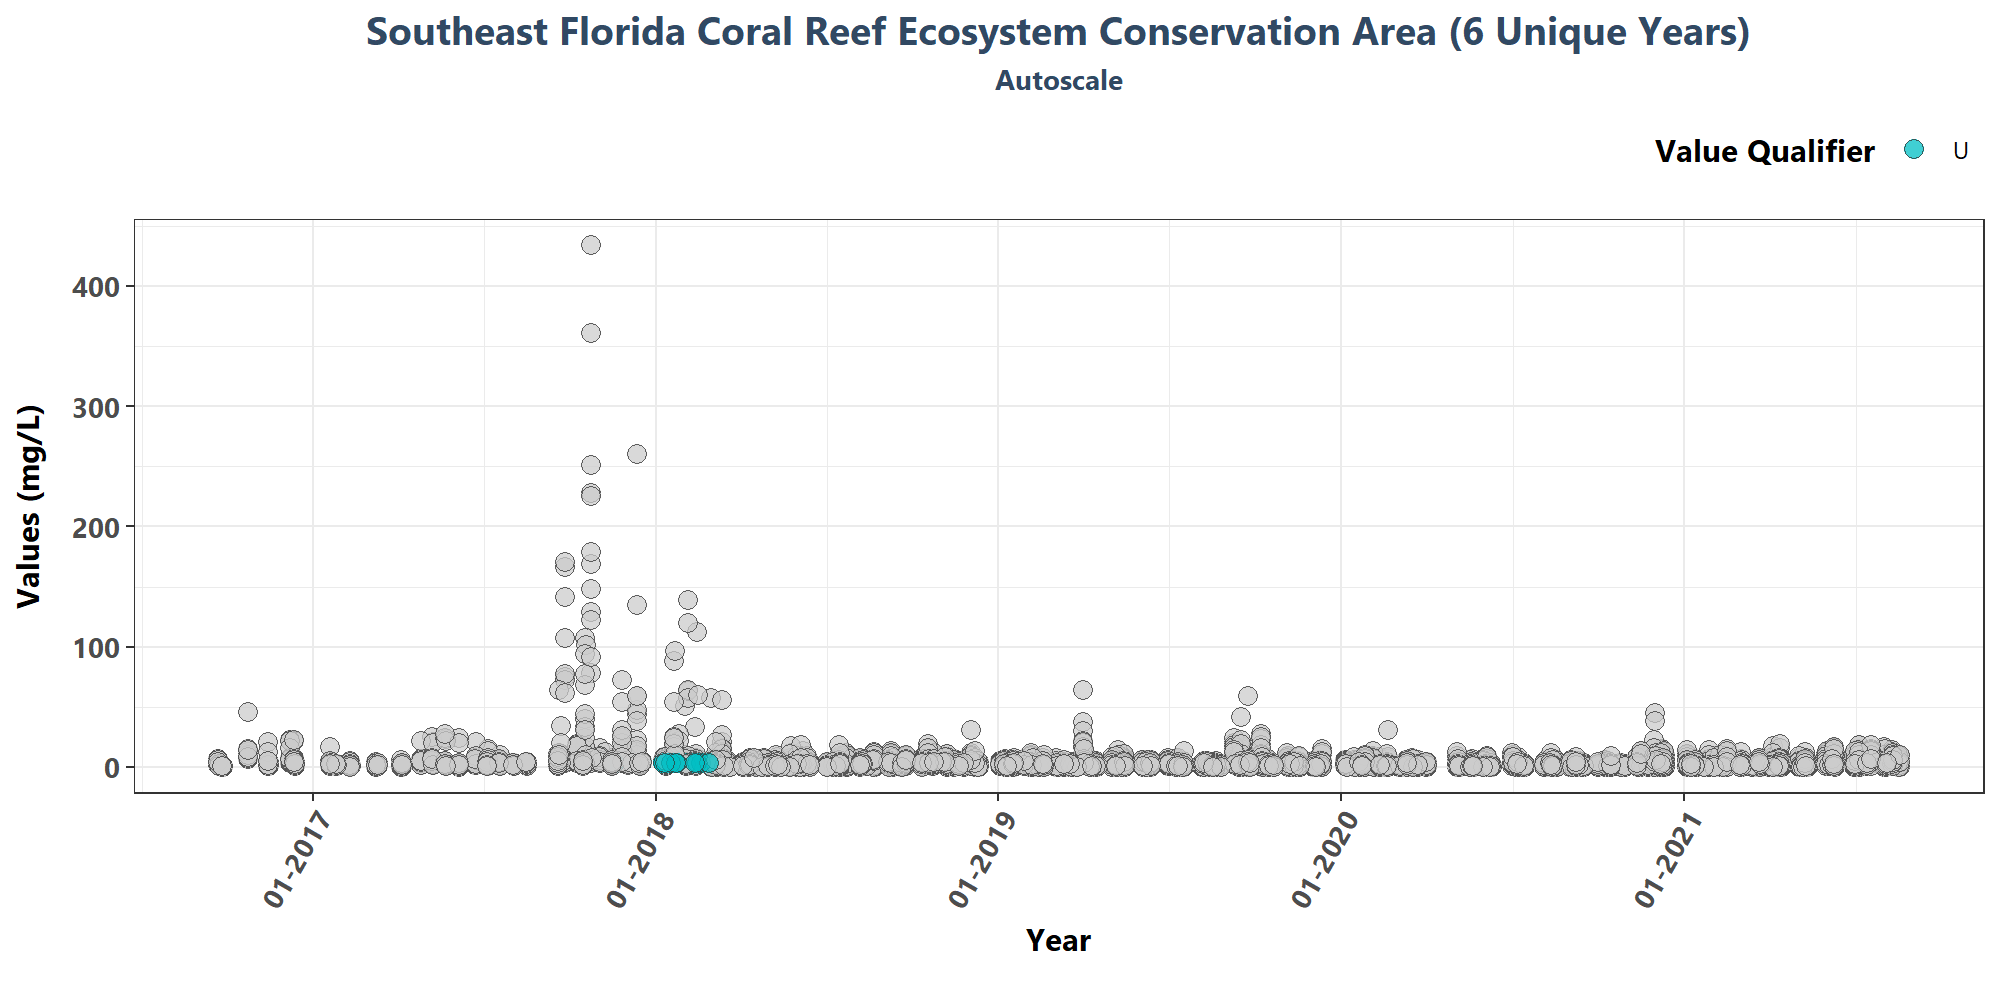 Southeast Florida Coral Reef Ecosystem Conservation Area (6 Unique Years)
Autoscale
Value Qualifier U
400
300
200
100
0
Values (mg/L)
01-2017
01-2018
01-2019
01-2020
01-2021
Year